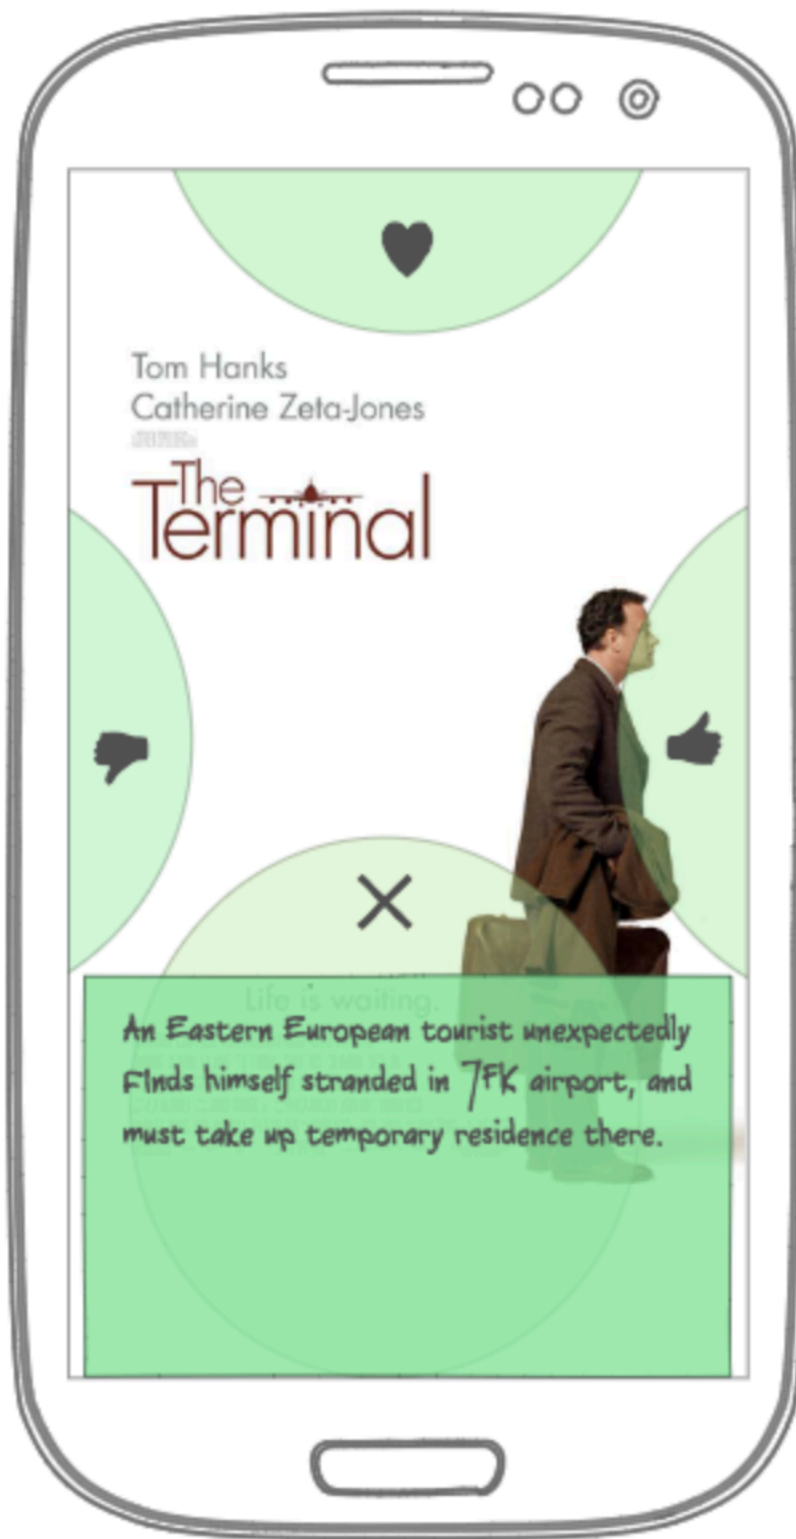 Tom Hanks
Catherine Zeta-Jones
The
Terminal
Life is waiting.
An Eastern European tourist unexpectedly
FInds himself stranded in JFK airport, and
must take up temporary residence there.